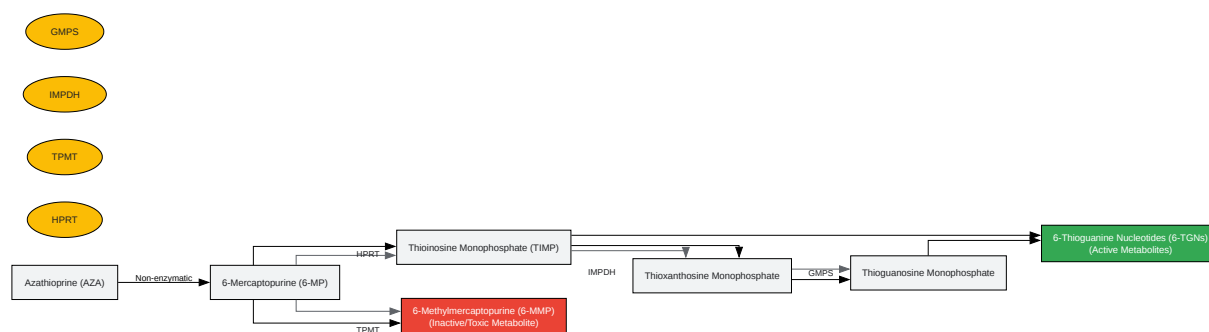 GMPS
IMPDH
TPMT
HPRT
Azathioprine (AZA)
Non-enzymatic
6-Mercaptopurine (6-MP)
HPRT
TPMT
Thioinosine Monophosphate (TIMP)
6-Methylmercaptopurine (6-MMP)
(Inactive/Toxic Metabolite)
IMPDH
Thioxanthosine Monophosphate
GMPS
Thioguanosine Monophosphate
6-Thioguanine Nucleotides (6-TGNs)
(Active Metabolites)